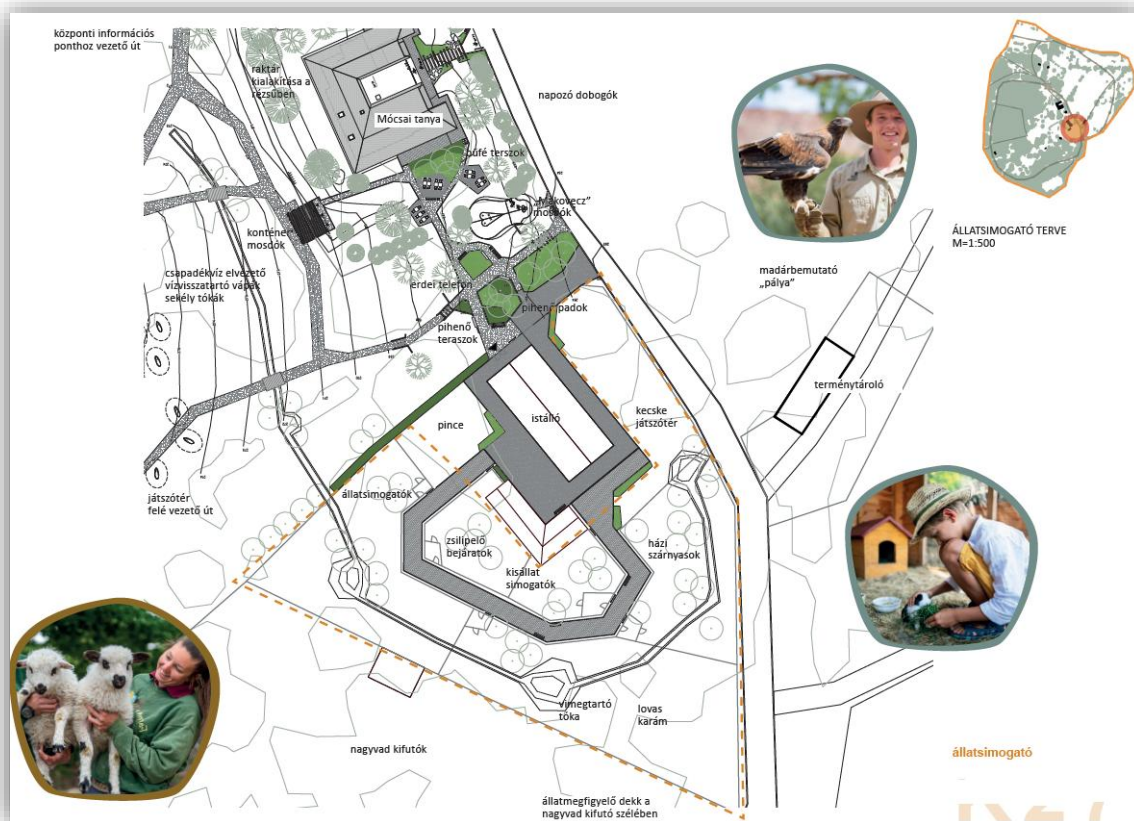 központi információs
ponthoz vezető út
raktár
kialakítása a
rézsűben
Mócsai tanya
napozó dobogók
büfé terszok
„Makovecz”
mosdók
konténer
mosdók
ÁLLATSIMOGATÓ TERVE
M=1:500
csapadékvíz elvezető
vízvisszatartó vápák
sekély tókák
madárbemutató
„pálya”
erdei telefon
pihenő padok
pihenő
teraszok
terménytároló
istálló
kecske
játszótér
pince
játszótér
felé vezető út
állatsimogatók
zsilipelő
bejáratok
házi
szárnyasok
kisállat
simogatók
vimegtartó
tóka
lovas
karám
nagyvad kifutók
állatsimogató
állatmegfigyelő dekk a
nagyvad kifutó szélében